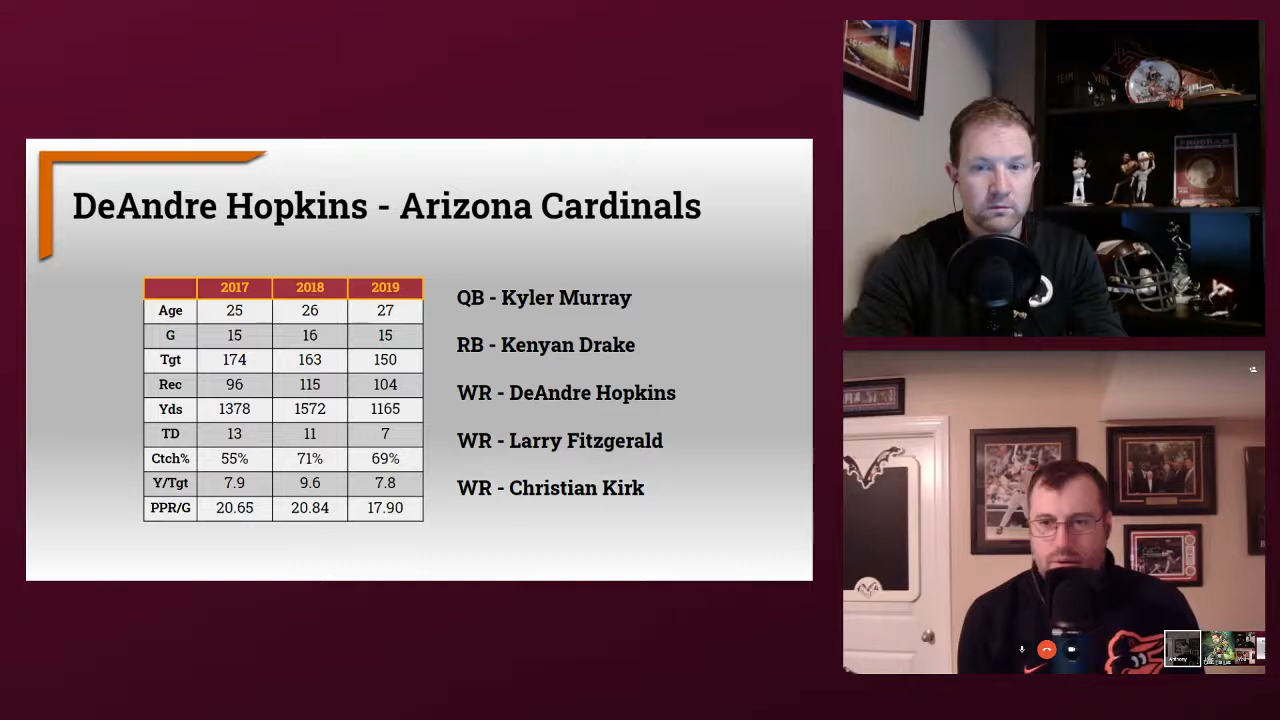 DeAndre Hopkins - Arizona Cardinals
2017 2018 2019
Age 25 26 27
G 15 16 15
Tgt 174 163 150
Rec 96 115 104
Yds 1378 1572 1165
TD 13 11 7
Ctch% 55% 71% 69%
Y/Tgt 7.9 9.6 7.8
PPR/G 20.65 20.84 17.90
QB - Kyler Murray
RB - Kenyan Drake
WR - DeAndre Hopkins
WR - Larry Fitzgerald
WR - Christian Kirk
PROGRAM
Anthony